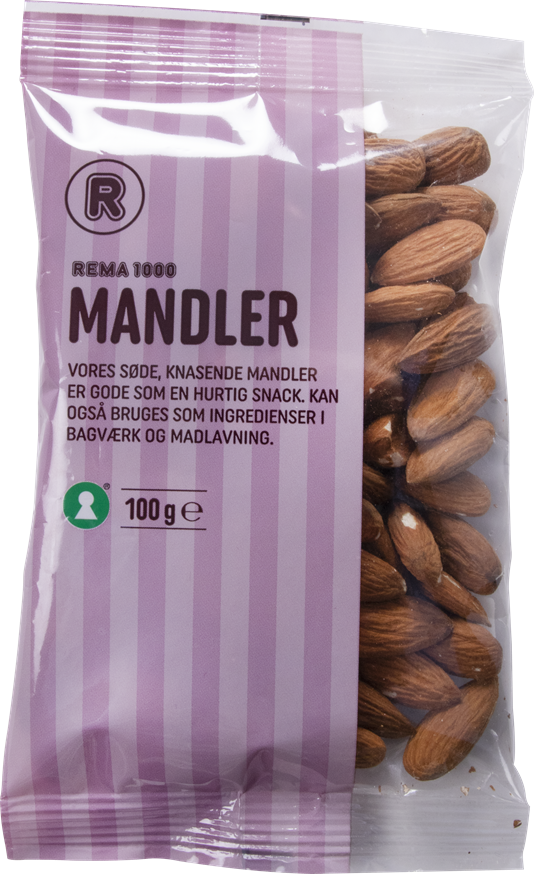 R
REMA 1000
MANDLER
VORES SØDE, KNASENDE MANDLER
ER GODE SOM EN HURTIG SNACK. KAN
OGSÅ BRUGES SOM INGREDIENSER I
BAGVÆRK OG MADLAVNING.
®
100 g ℮